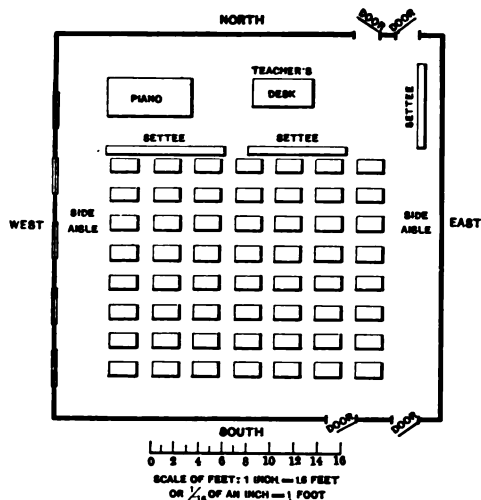 NORTH
DOOR DOOR
TEACHER'S
DESK
PIANO
SETTEE
SETTEE SETTEE
WEST
SIDE
AISLE
SIDE
AISLE
EAST
DOOR DOOR
SOUTH
0 2 4 6 8 10 12 14 16
SCALE OF FEET: 1 INCH = 16 FEET
OR 1/16 OF AN INCH = 1 FOOT